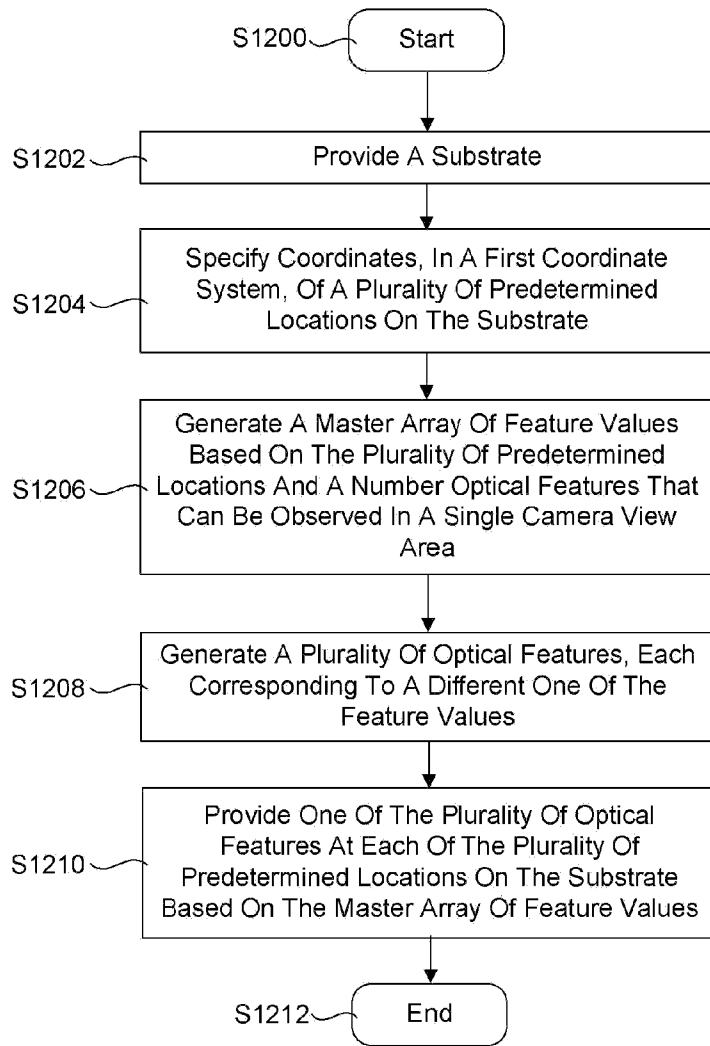 S1200
Start
S1202
Provide A Substrate
S1204
Specify Coordinates, In A First Coordinate
System, Of A Plurality Of Predetermined
Locations On The Substrate
S1206
Generate A Master Array Of Feature Values
Based On The Plurality Of Predetermined
Locations And A Number Optical Features That
Can Be Observed In A Single Camera View
Area
S1208
Generate A Plurality Of Optical Features, Each
Corresponding To A Different One Of The
Feature Values
S1210
Provide One Of The Plurality Of Optical
Features At Each Of The Plurality Of
Predetermined Locations On The Substrate
Based On The Master Array Of Feature Values
S1212
End